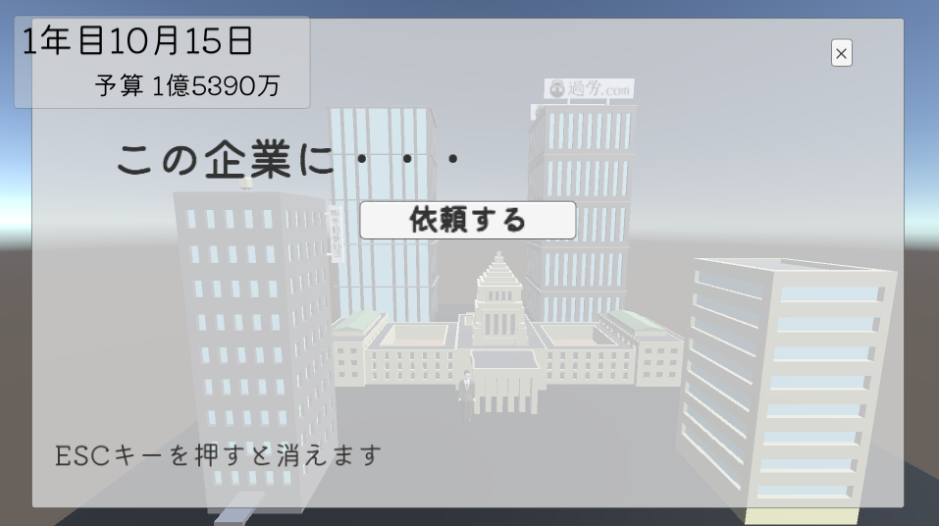 1年目10月15日
予算 1億5390万
×
過労.com
この企業に・・・
依頼する
ESCキーを押すと消えます